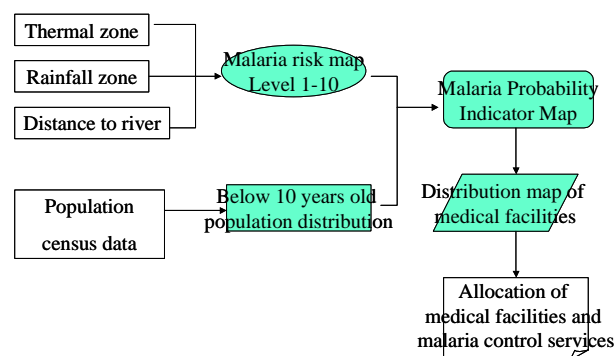 Thermal zone
Rainfall zone
Distance to river
Malaria risk map
Level 1-10
Population
census data
Below 10 years old
population distribution
Malaria Probability
Indicator Map
Distribution map of
medical facilities
Allocation of
medical facilities and
malaria control services